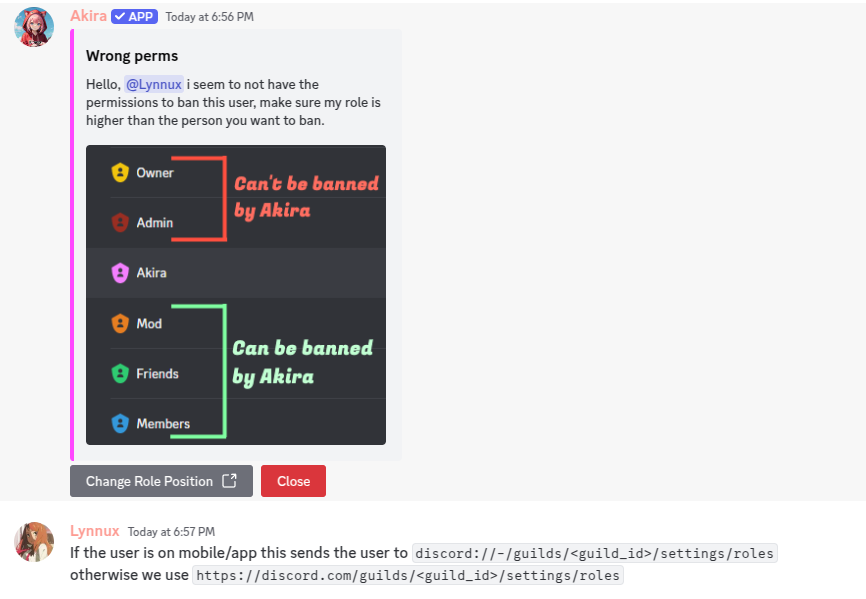 Akira ✓ APP Today at 6:56 PM
Wrong perms
Hello, @Lynnux i seem to not have the
permissions to ban this user, make sure my role is
higher than the person you want to ban.
Owner
Can't be banned
by Akira
Admin
Akira
Mod
Can be banned
by Akira
Friends
Members
Change Role Position
Close
Lynnux Today at 6:57 PM
If the user is on mobile/app this sends the user to discord://-/guilds/<guild_id>/settings/roles
otherwise we use https://discord.com/guilds/<guild_id>/settings/roles